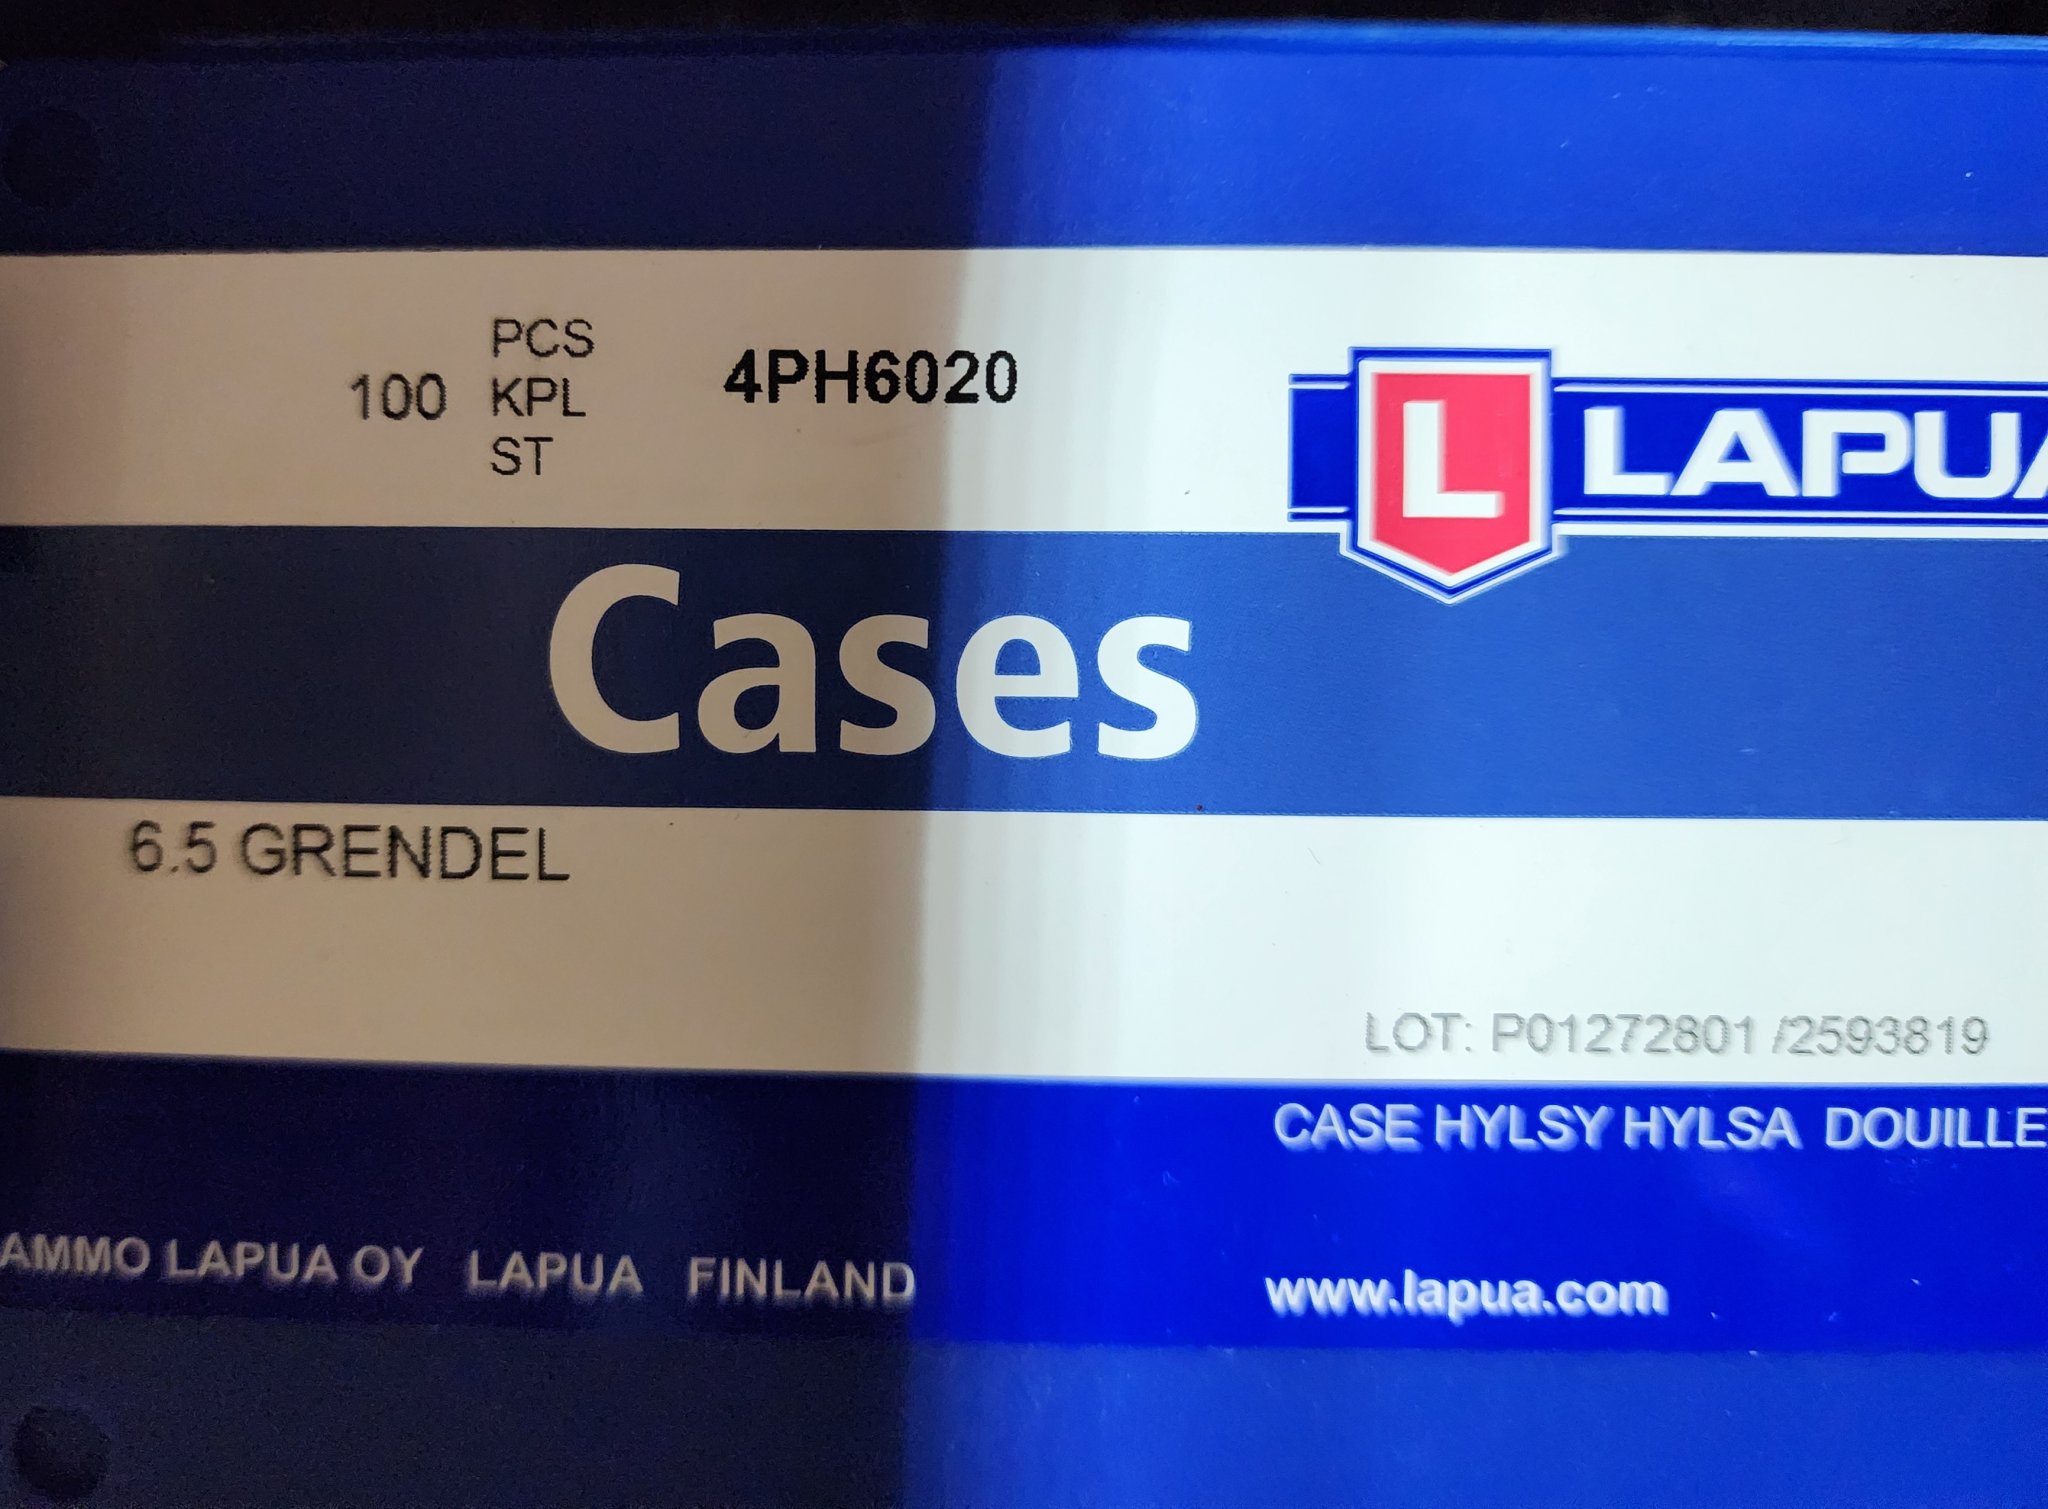 PCS
100 KPL 4PH6020
ST
L LAPUA
Cases
6.5 GRENDEL
LOT: P01272801 /2593819
CASE HYLSY HYLSA DOUILLE
AMMO LAPUA OY LAPUA FINLAND
www.lapua.com